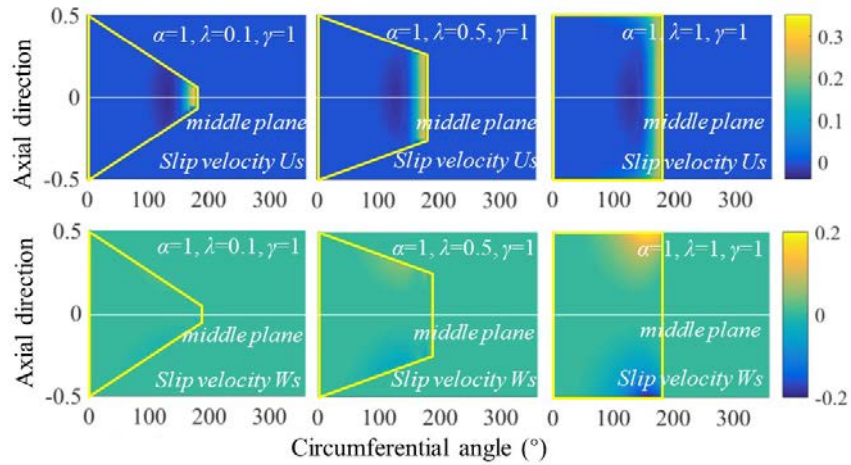 0.5
0
-0.5
Axial direction
α=1, λ=0.1, γ=1
middle plane
Slip velocity Us
0 100 200 300
α=1, λ=0.5, γ=1
middle plane
Slip velocity Us
0 100 200 300
α=1, λ=1, γ=1
middle plane
Slip velocity Us
0 100 200 300
0.3
0.2
0.1
0
0.5
0
-0.5
Axial direction
α=1, λ=0.1, γ=1
middle plane
Slip velocity Ws
0 100 200 300
α=1, λ=0.5, γ=1
middle plane
Slip velocity Ws
0 100 200 300
α=1, λ=1, γ=1
middle plane
Slip velocity Ws
0 100 200 300
0.2
0
-0.2
Circumferential angle (°)